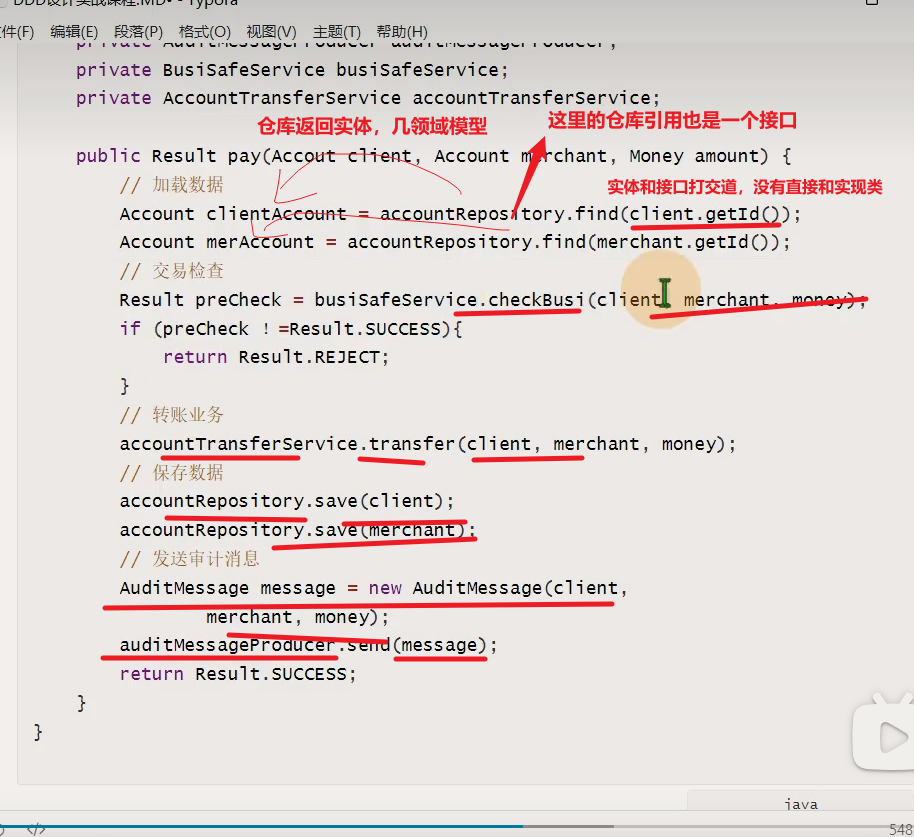 DDD设计实战课程.MD• - Typora
件(F) 编辑(E) 段落(P) 格式(O) 视图(V) 主题(T) 帮助(H)
private AuditMessageProducer auditMessageProducer;
private BusiSafeService busiSafeService;
private AccountTransferService accountTransferService;
仓库返回实体，几领域模型
这里的仓库引用也是一个接口
public Result pay(Accout client, Account merchant, Money amount) {
// 加载数据
实体和接口打交道，没有直接和实现类
Account clientAccount = accountRepository.find(client.getId());
Account merAccount = accountRepository.find(merchant.getId());
// 交易检查
Result preCheck = busiSafeService.checkBusi(client, merchant, money);
if (preCheck ！=Result.SUCCESS){
return Result.REJECT;
}
// 转账业务
accountTransferService.transfer(client, merchant, money);
// 保存数据
accountRepository.save(client);
accountRepository.save(merchant);
// 发送审计消息
AuditMessage message = new AuditMessage(client,
merchant, money);
auditMessageProducer.send(message);
return Result.SUCCESS;
}
}
java
</> 548